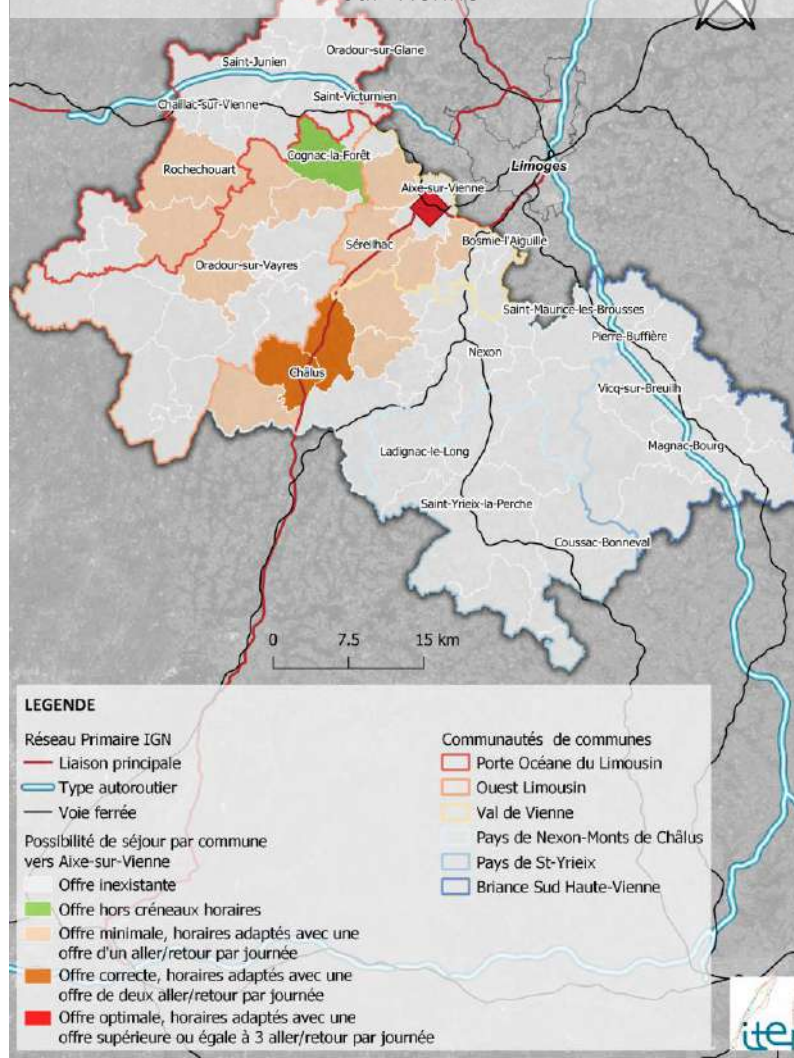 Oradour-sur-Glane
Saint-Junien
Saint-Victurnien
Chaillac-sur-Vienne
Cognac-la-Forêt
Rochechouart
Limoges
Aixe-sur-Vienne
Séreilhac
Bosmie-l'Aiguille
Oradour-sur-Vayres
Saint-Maurice-les-Brousses
Pierre-Buffière
Nexon
Châlus
Vicq-sur-Breuilh
Ladignac-le-Long
Magnac-Bourg
Saint-Yrieix-la-Perche
Coussac-Bonneval
0 7.5 15 km
LEGENDE
Réseau Primaire IGN
Liaison principale
Type autoroutier
Voie ferrée
Possibilité de séjour par commune
vers Aixe-sur-Vienne
Offre inexistante
Offre hors créneaux horaires
Offre minimale, horaires adaptés avec une
offre d'un aller/retour par journée
Offre correcte, horaires adaptés avec une
offre de deux aller/retour par journée
Offre optimale, horaires adaptés avec une
offre supérieure ou égale à 3 aller/retour par journée
Communautés de communes
Porte Océane du Limousin
Ouest Limousin
Val de Vienne
Pays de Nexon-Monts de Châlus
Pays de St-Yrieix
Briance Sud Haute-Vienne